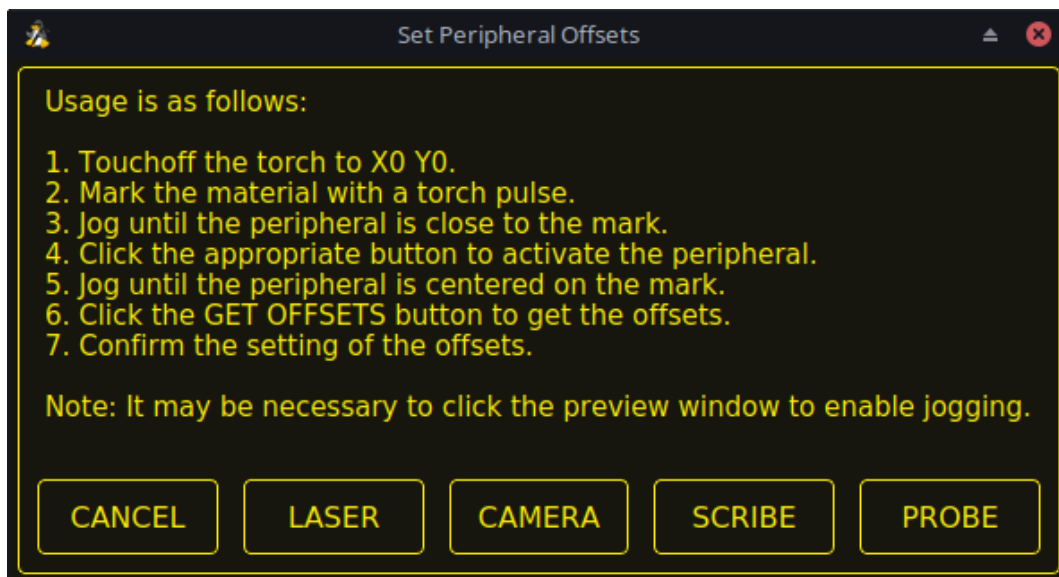 Set Peripheral Offsets
Usage is as follows:
1. Touchoff the torch to X0 Y0.
2. Mark the material with a torch pulse.
3. Jog until the peripheral is close to the mark.
4. Click the appropriate button to activate the peripheral.
5. Jog until the peripheral is centered on the mark.
6. Click the GET OFFSETS button to get the offsets.
7. Confirm the setting of the offsets.
Note: It may be necessary to click the preview window to enable jogging.
CANCEL LASER CAMERA SCRIBE PROBE